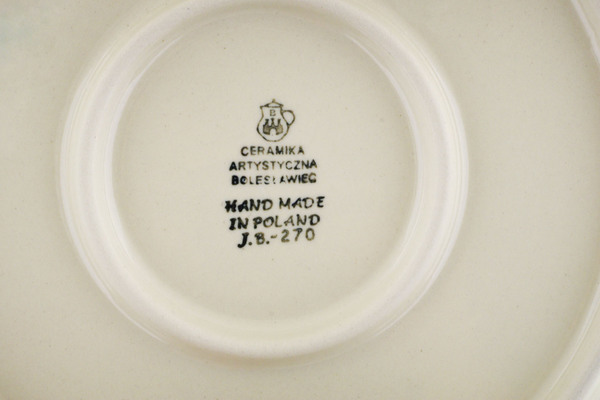 B
CERAMIKA
ARTYSTYCZNA
BOLESŁAWIEC
HAND MADE
IN POLAND
J.B.-270